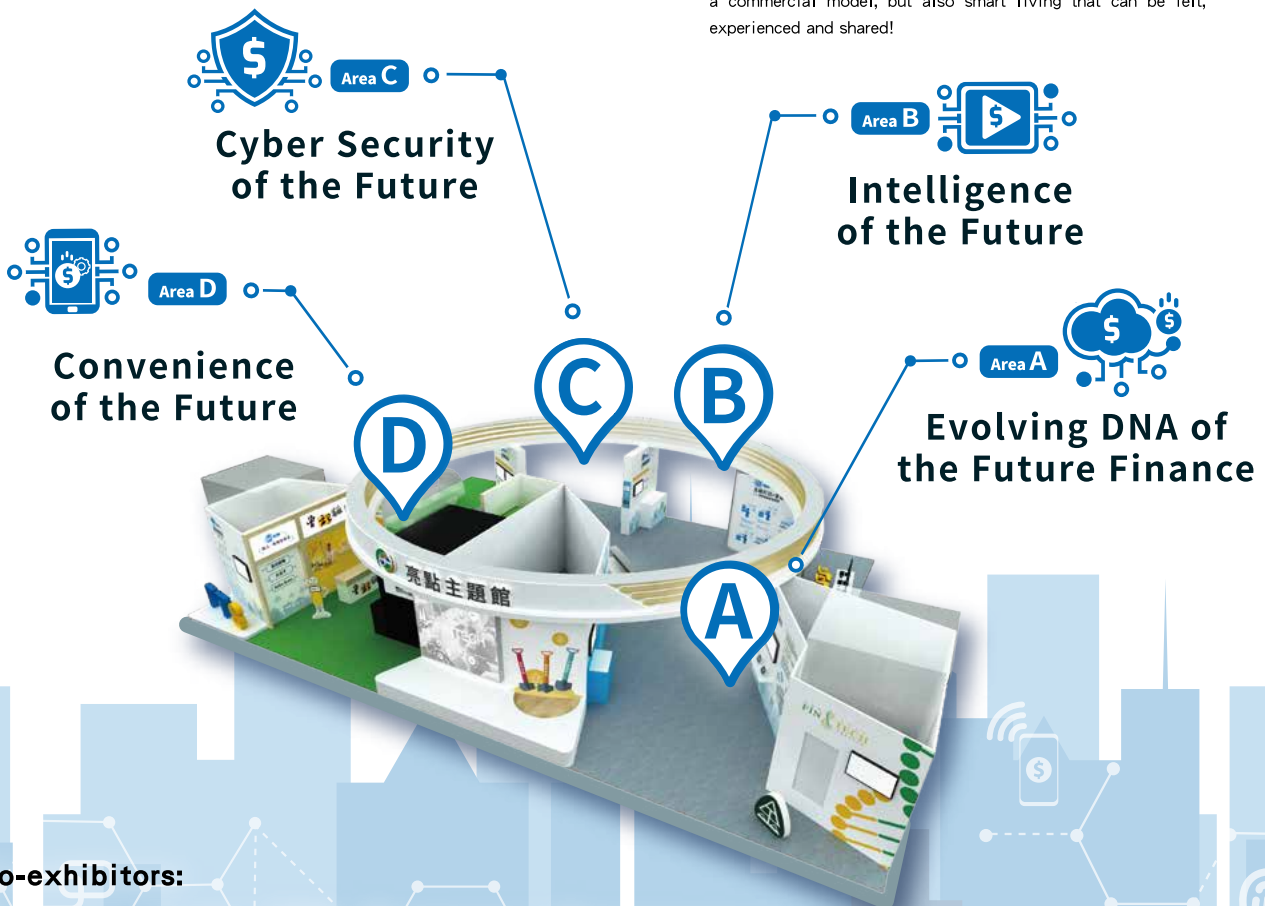 a commercial model, but also smart living that can be felt,
experienced and shared!
Area C
Cyber Security
of the Future
Area B
Intelligence
of the Future
Area D
Convenience
of the Future
Area A
Evolving DNA of
the Future Finance
C
B
D
A
亮點主題館
FINTECH
o-exhibitors: